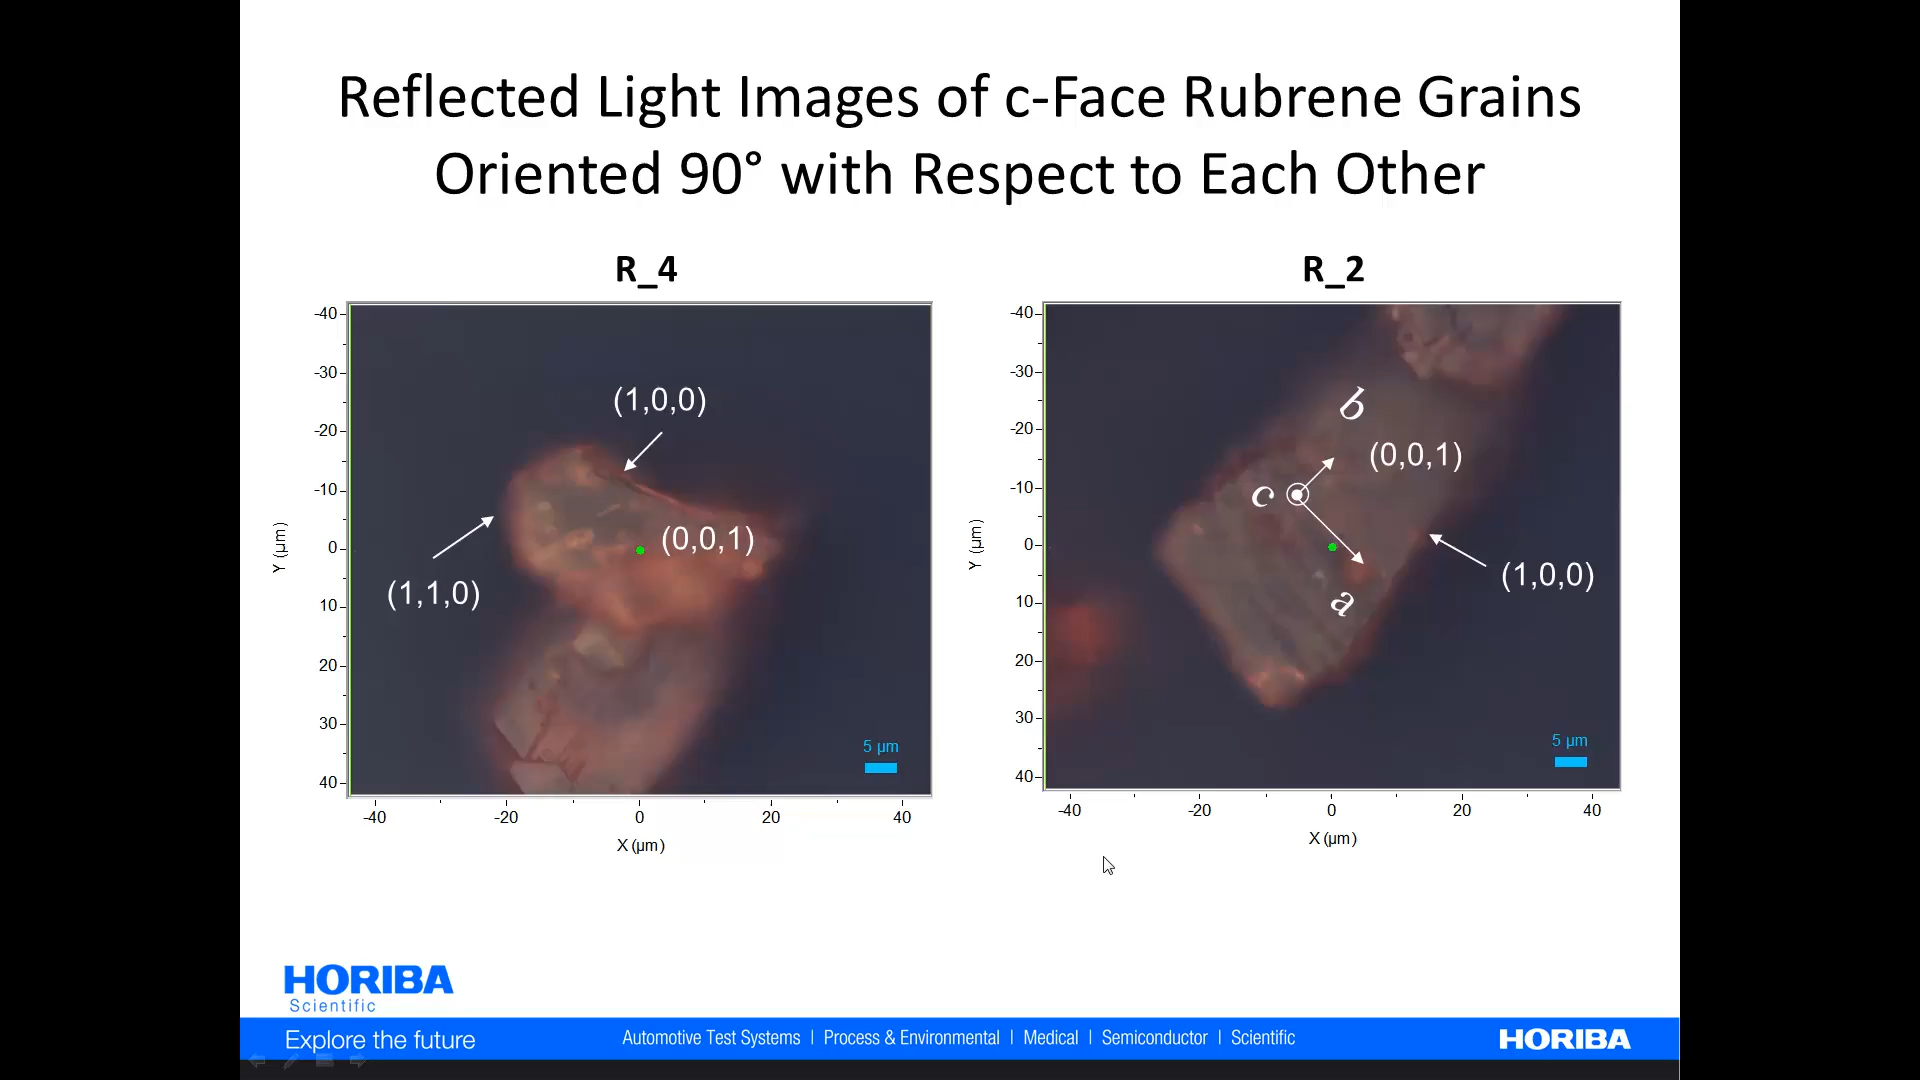 Reflected Light Images of c-Face Rubrene Grains
Oriented 90° with Respect to Each Other
R_4
R_2
-40
-30
-20
-10
0
10
20
30
40
Y (µm)
(1,0,0)
(0,0,1)
(1,1,0)
5 µm
-40
-20
0
20
40
X (µm)
-40
-30
-20
-10
0
10
20
30
40
Y (µm)
b
(0,0,1)
c
(1,0,0)
a
5 µm
-40
-20
0
20
40
X (µm)
HORIBA
Scientific
Explore the future
Automotive Test Systems | Process & Environmental | Medical | Semiconductor | Scientific
HORIBA